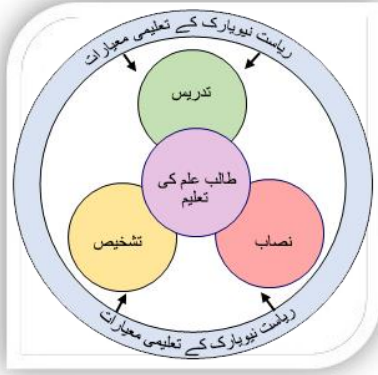 ریاست نیویارک کے تعلیمی معیارات
تدریس
طالب علم کی
تعلیم
نصاب
تشخیص
ریاست نیویارک کے تعلیمی معیارات